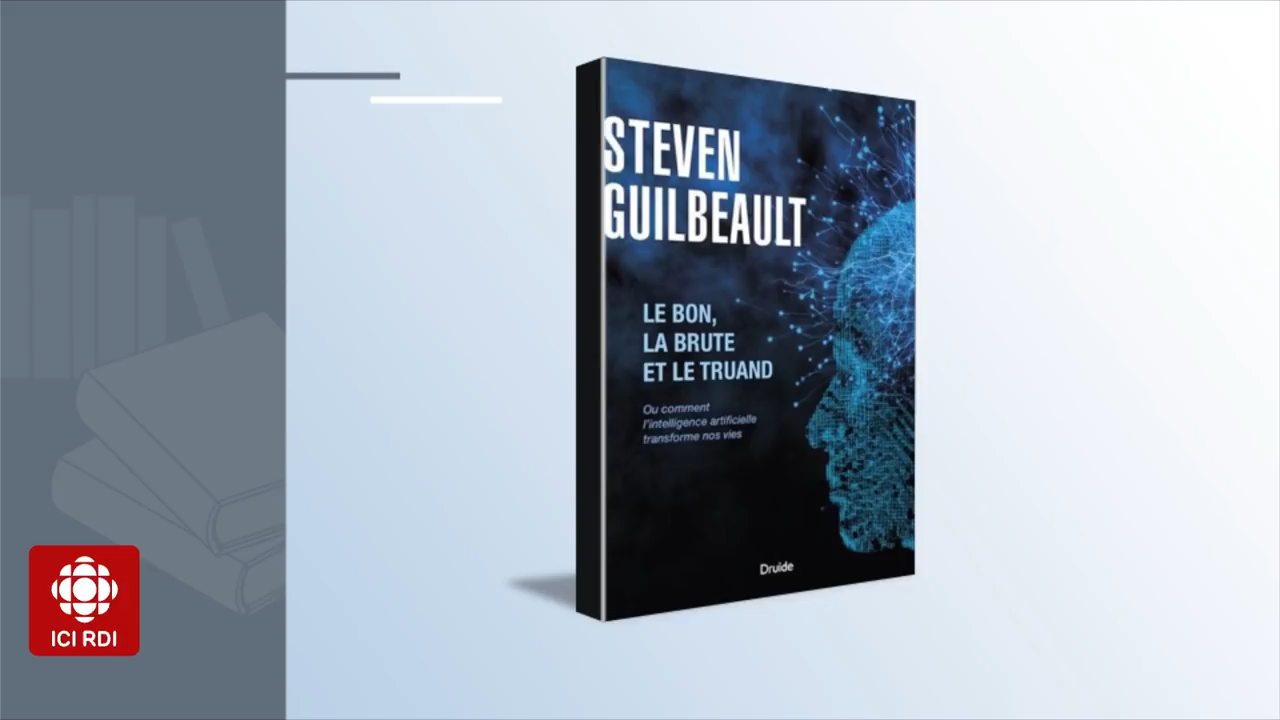 STEVEN
GUILBEAULT
LE BON,
LA BRUTE
ET LE TRUAND
Ou comment
l'intelligence artificielle
transforme nos vies
Druide
ICI RDI